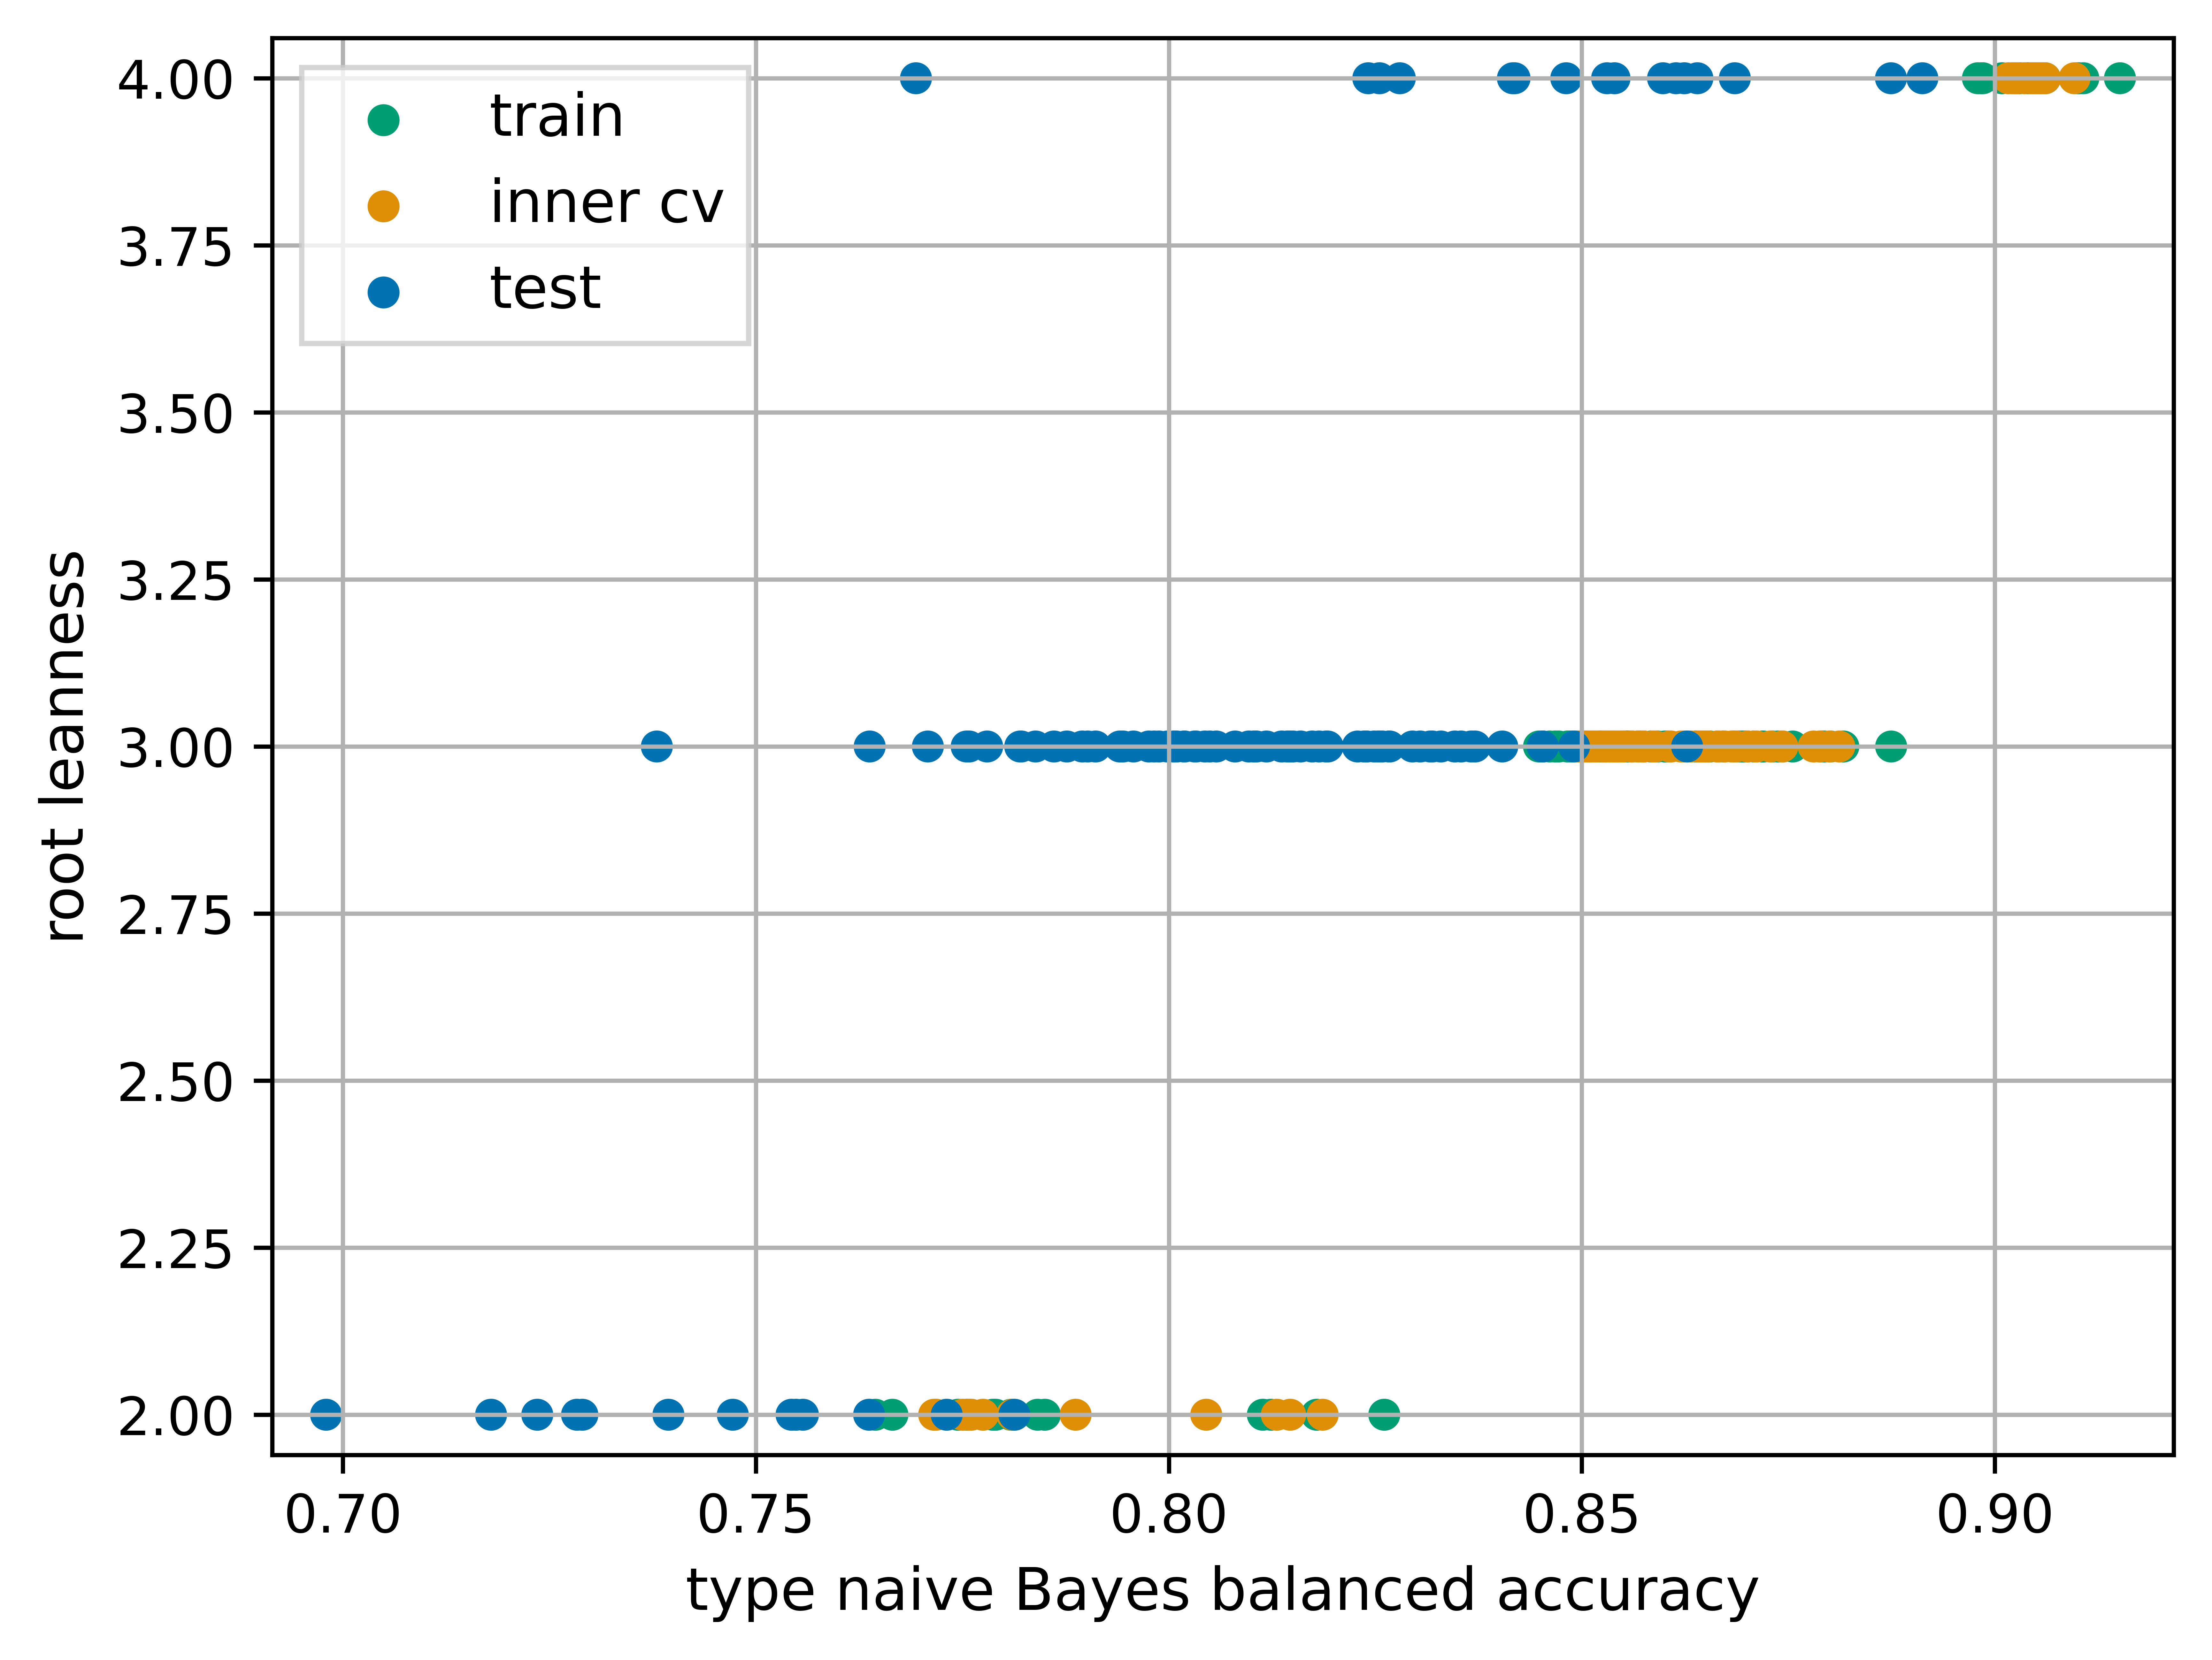 4.00
3.75
3.50
3.25
3.00
2.75
2.50
2.25
2.00
root leanness
train
inner cv
test
0.70 0.75 0.80 0.85 0.90
type naive Bayes balanced accuracy